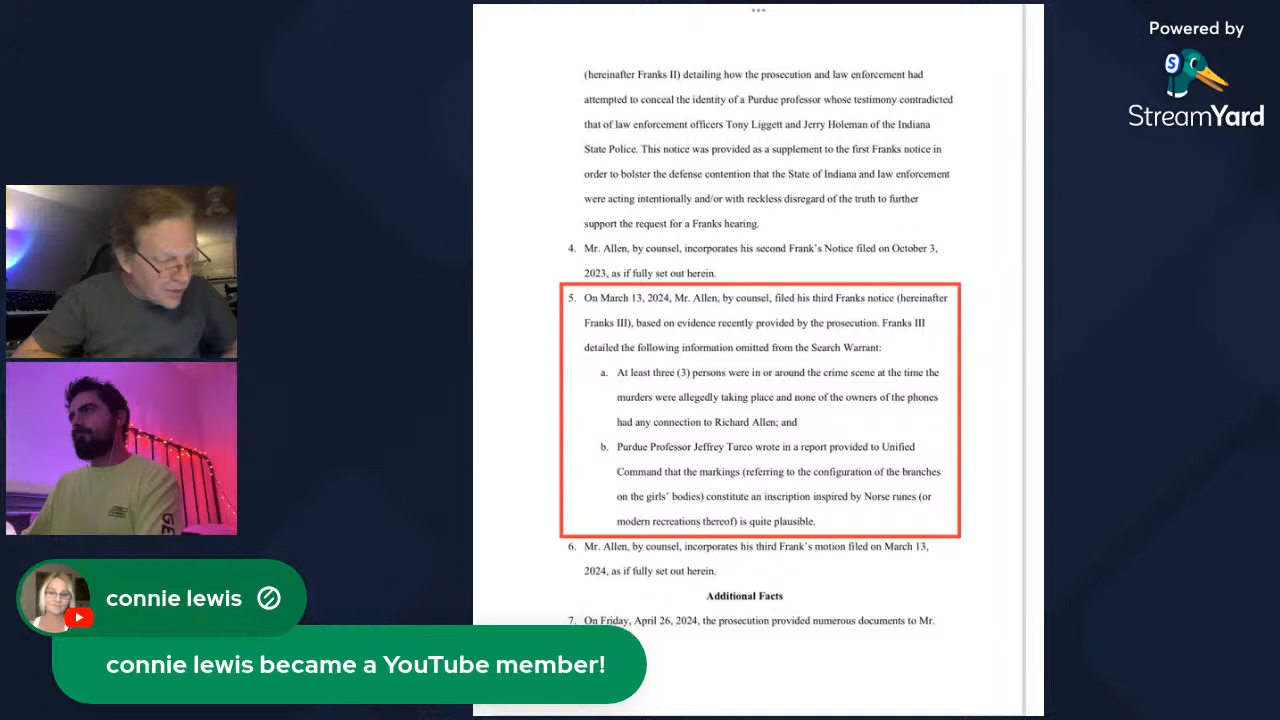 Powered by
StreamYard
(hereinafter Franks II) detailing how the prosecution and law enforcement had
attempted to conceal the identity of a Purdue professor whose testimony contradicted
that of law enforcement officers Tony Liggett and Jerry Holeman of the Indiana
State Police. This notice was provided as a supplement to the first Franks notice in
order to bolster the defense contention that the State of Indiana and law enforcement
were acting intentionally and/or with reckless disregard of the truth to further
support the request for a Franks hearing.
4. Mr. Allen, by counsel, incorporates his second Frank's Notice filed on October 3,
2023, as if fully set out herein.
5. On March 13, 2024, Mr. Allen, by counsel, filed his third Franks notice (hereinafter
Franks III), based on evidence recently provided by the prosecution. Franks III
detailed the following information omitted from the Search Warrant:
a. At least three (3) persons were in or around the crime scene at the time the
murders were allegedly taking place and none of the owners of the phones
had any connection to Richard Allen; and
b. Purdue Professor Jeffrey Turco wrote in a report provided to Unified
Command that the markings (referring to the configuration of the branches
on the girls' bodies) constitute an inscription inspired by Norse runes (or
modern recreations thereof) is quite plausible.
6. Mr. Allen, by counsel, incorporates his third Frank's motion filed on March 13,
2024, as if fully set out herein.
Additional Facts
7. On Friday, April 26, 2024, the prosecution provided numerous documents to Mr.
connie lewis
connie lewis became a YouTube member!